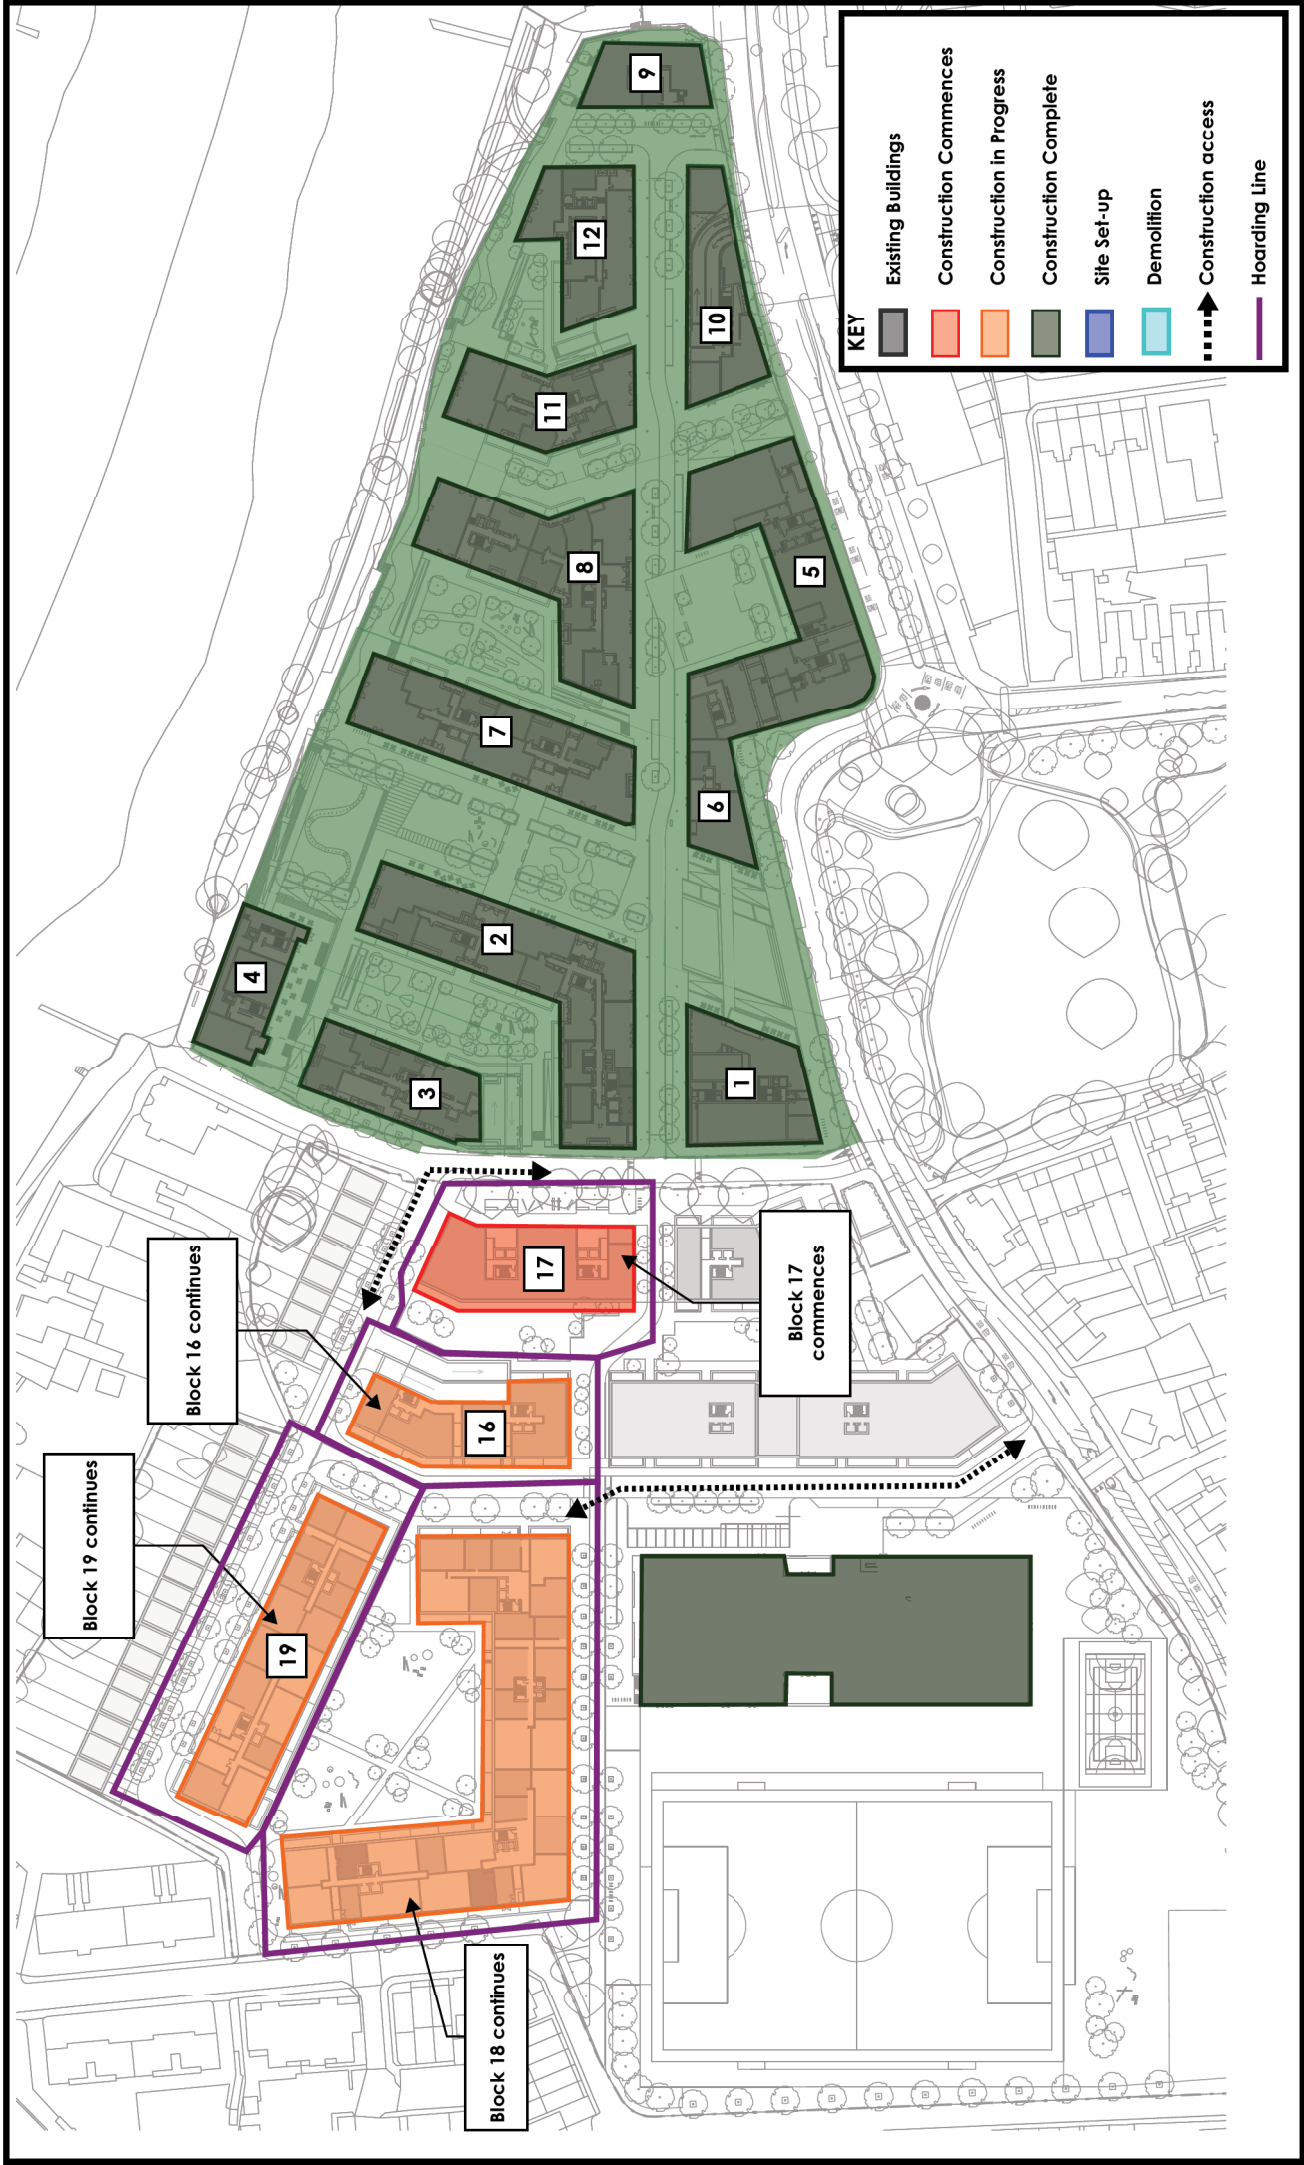 Block 19 continues
Block 16 continues
4
19
3
16
Block 18 continues
2
7
17
11
8
12
9
6
10
1
Block 17
commences
5
KEY
Existing Buildings
Construction Commences
Construction in Progress
Construction Complete
Site Set-up
Demolition
Construction access
Hoarding Line